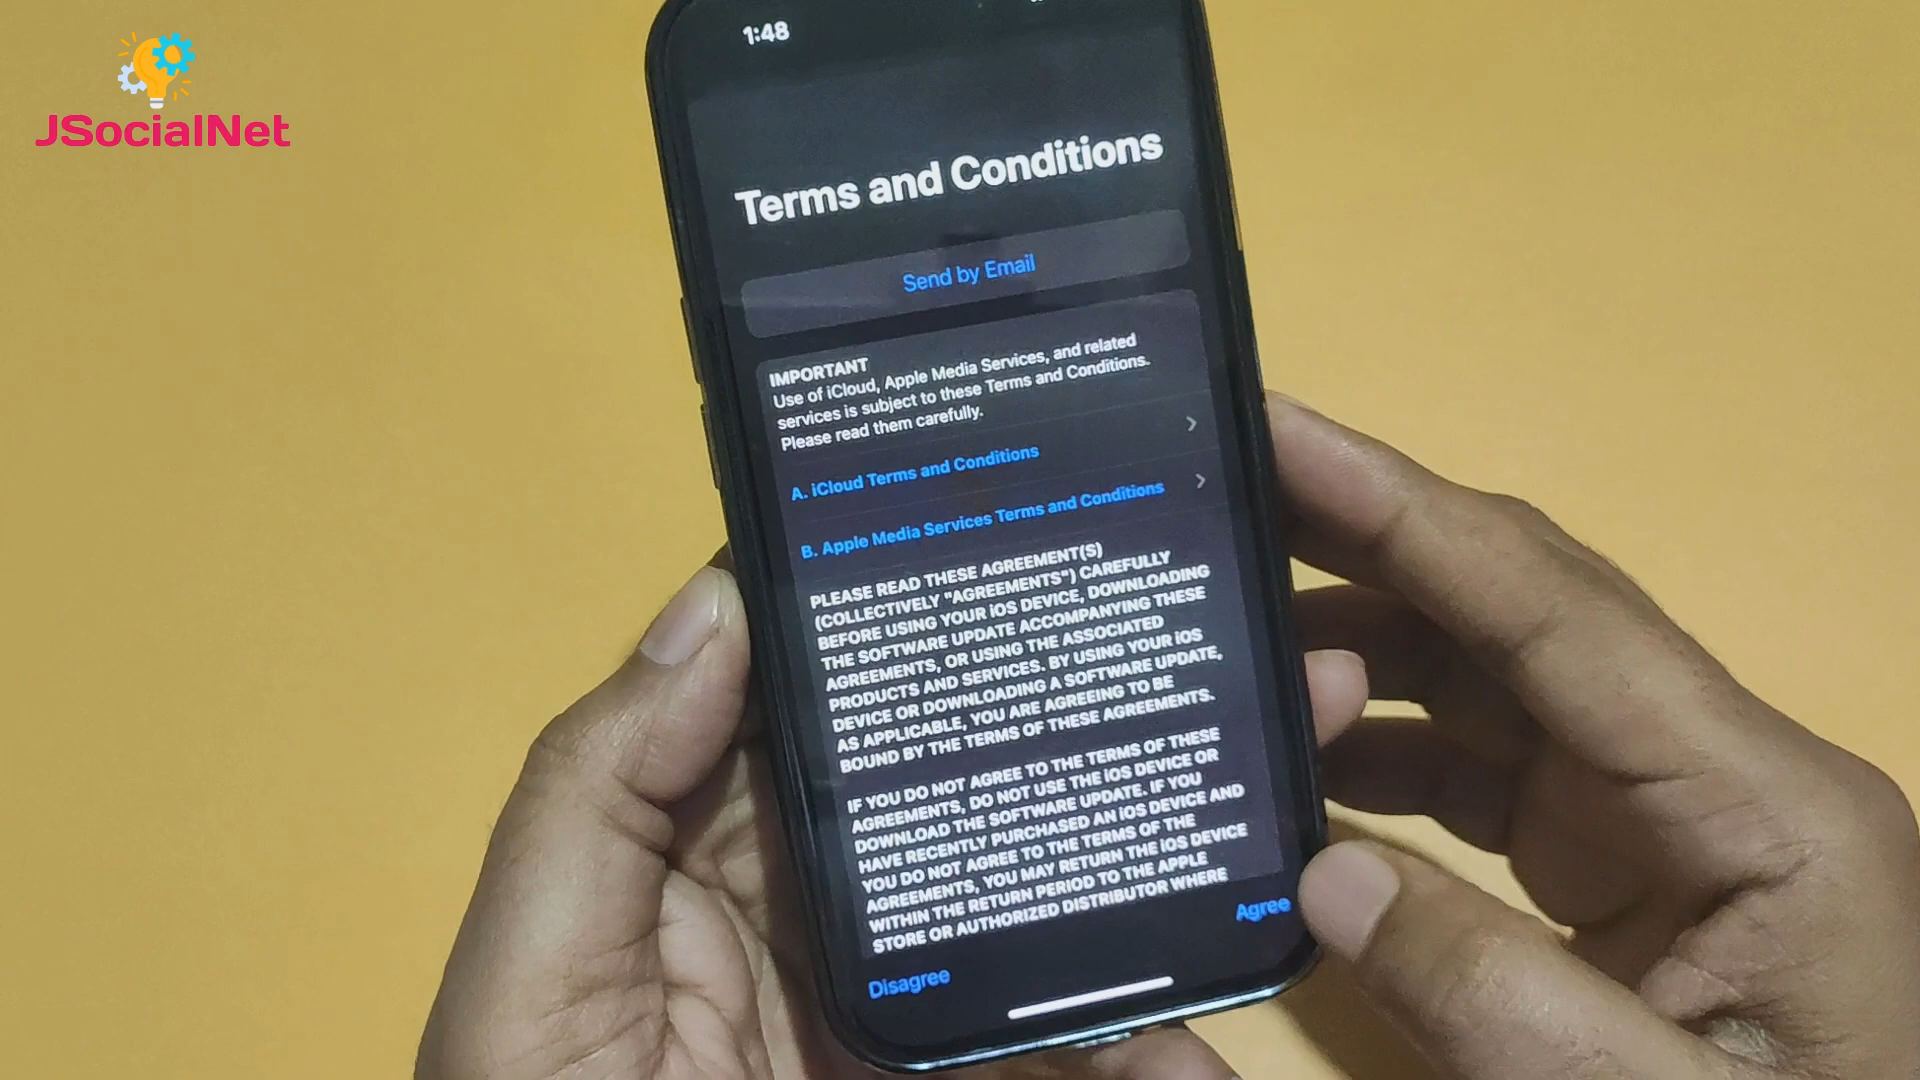 JSocialNet
1:48
Terms and Conditions
Send by Email
IMPORTANT
Use of iCloud, Apple Media Services, and related
services is subject to these Terms and Conditions.
Please read them carefully.
A. iCloud Terms and Conditions
B. Apple Media Services Terms and Conditions
PLEASE READ THESE AGREEMENT(S)
(COLLECTIVELY "AGREEMENTS") CAREFULLY
BEFORE USING YOUR iOS DEVICE, DOWNLOADING
THE SOFTWARE UPDATE ACCOMPANYING THESE
AGREEMENTS, OR USING THE ASSOCIATED
PRODUCTS AND SERVICES. BY USING YOUR iOS
DEVICE OR DOWNLOADING A SOFTWARE UPDATE,
AS APPLICABLE, YOU ARE AGREEING TO BE
BOUND BY THE TERMS OF THESE AGREEMENTS.
IF YOU DO NOT AGREE TO THE TERMS OF THESE
AGREEMENTS, DO NOT USE THE iOS DEVICE OR
DOWNLOAD THE SOFTWARE UPDATE. IF YOU
HAVE RECENTLY PURCHASED AN iOS DEVICE AND
YOU DO NOT AGREE TO THE TERMS OF THE
AGREEMENTS, YOU MAY RETURN THE iOS DEVICE
WITHIN THE RETURN PERIOD TO THE APPLE
STORE OR AUTHORIZED DISTRIBUTOR WHERE
Disagree
Agree